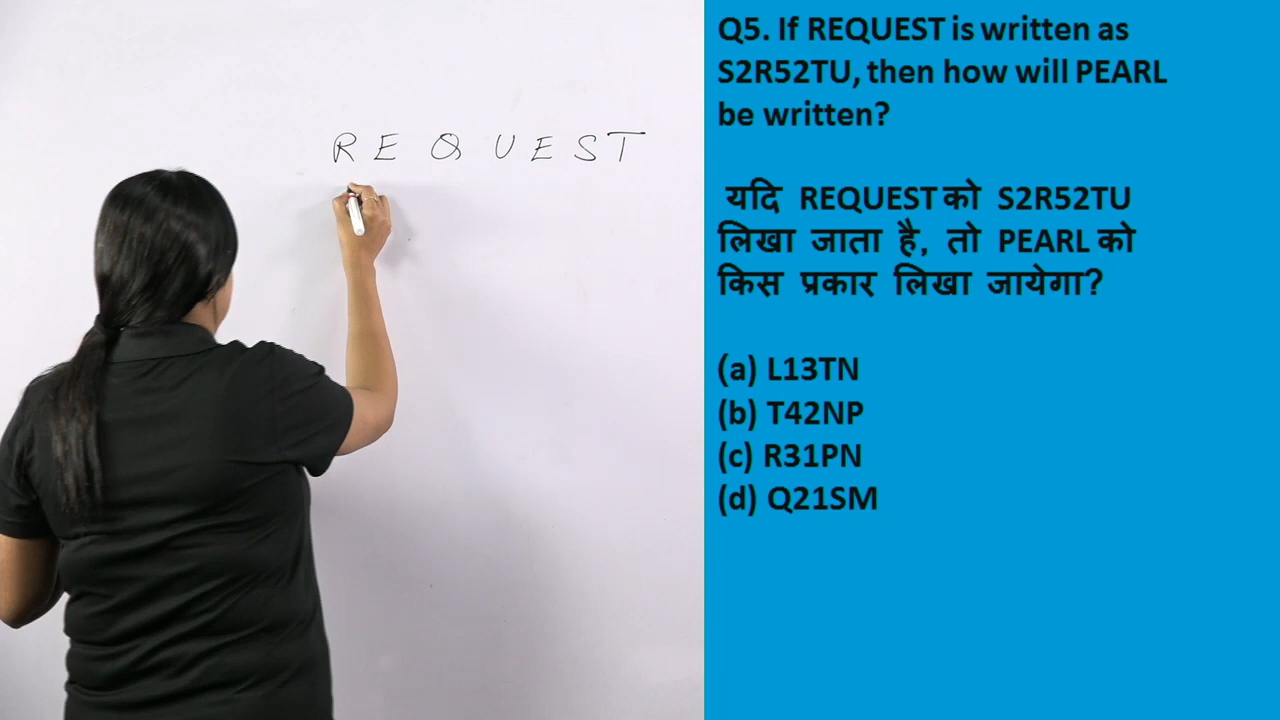 R E Q U E S T
Q5. If REQUEST is written as
S2R52TU, then how will PEARL
be written?
यदि REQUEST को S2R52TU
लिखा जाता है, तो PEARL को
किस प्रकार लिखा जायेगा?
(a) L13TN
(b) T42NP
(c) R31PN
(d) Q21SM